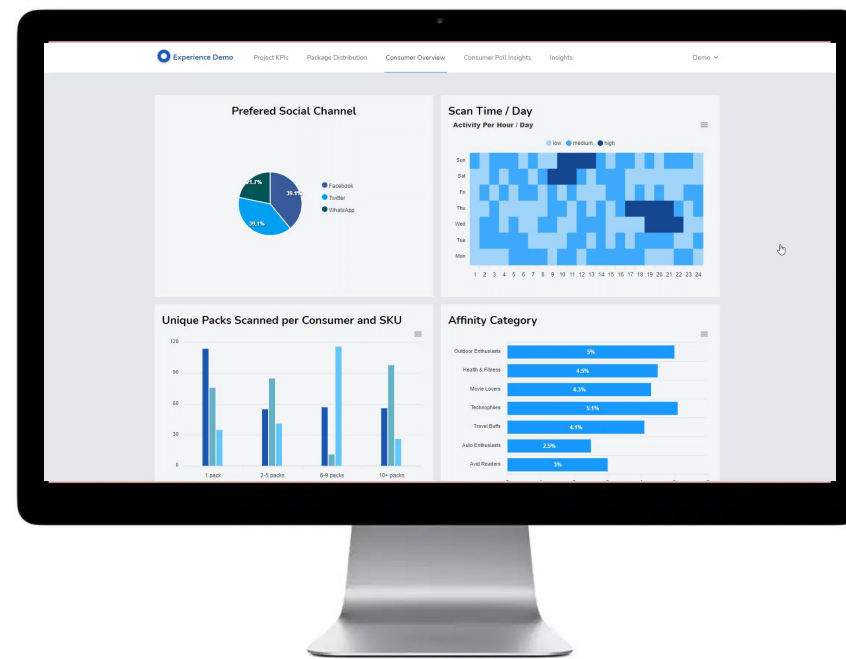 Experience Demo
Project KPIs
Package Distribution
Consumer Overview
Consumer Poll Insights
Insights
Demo
Prefered Social Channel
39.1%
39.1%
Facebook
Twitter
WhatsApp
Scan Time / Day
Activity Per Hour / Day
low medium high
Sun
Sat
Fri
Thu
Wed
Tue
Mon
1 2 3 4 5 6 7 8 9 10 11 12 13 14 15 16 17 18 19 20 21 22 23 24
Unique Packs Scanned per Consumer and SKU
120
90
60
30
0
1 pack 2-5 packs 6-9 packs 10+ packs
Affinity Category
Outdoor Enthusiasts 5%
Health & Fitness 4.5%
Movie Lovers 4.3%
Technophiles 5.1%
Travel Buffs 4.1%
Auto Enthusiasts 2.5%
Avid Readers 3%